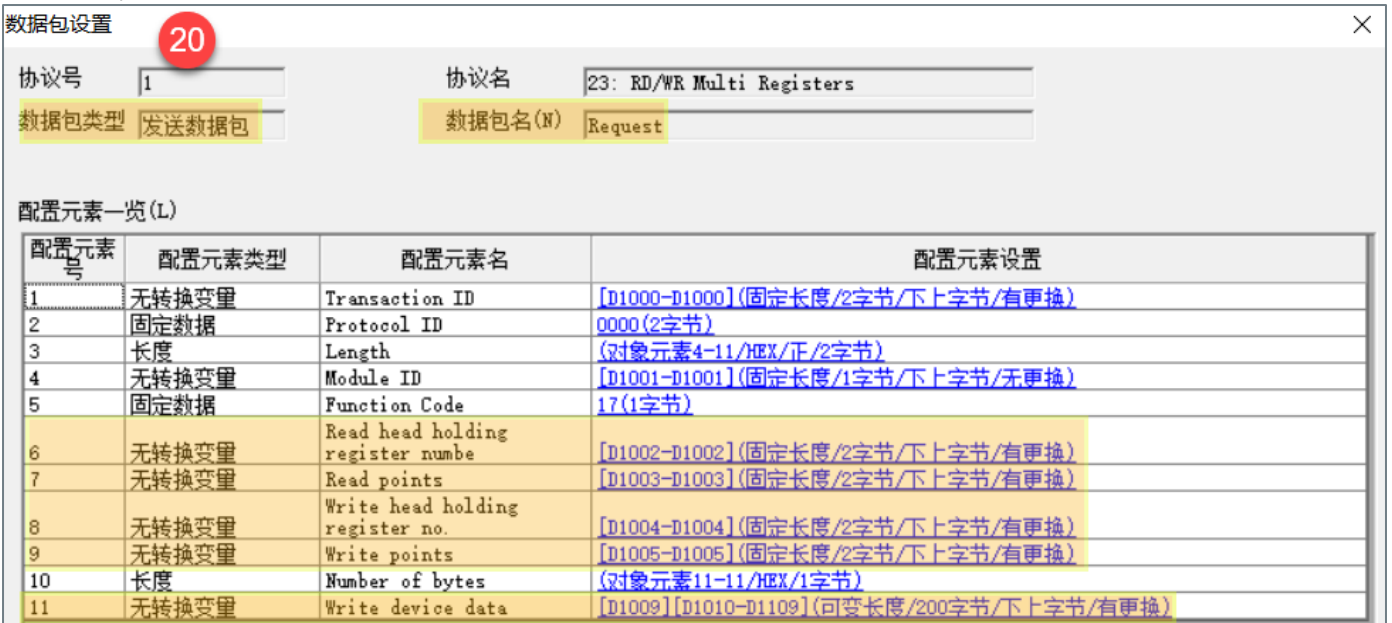 数据包设置
20
协议号 1 协议名 23: RD/WR Multi Registers
数据包类型 发送数据包 数据包名(N) Request
配置元素一览(L)
配置元素号 配置元素类型 配置元素名 配置元素设置
1 无转换变量 Transaction ID [D1000-D1000](固定长度/2字节/下上字节/有更换)
2 固定数据 Protocol ID 0000(2字节)
3 长度 Length (对象元素4-11/HEX/正/2字节)
4 无转换变量 Module ID [D1001-D1001](固定长度/1字节/下上字节/无更换)
5 固定数据 Function Code 17(1字节)
6 无转换变量 Read head holding register numbe [D1002-D1002](固定长度/2字节/下上字节/有更换)
7 无转换变量 Read points [D1003-D1003](固定长度/2字节/下上字节/有更换)
8 无转换变量 Write head holding register no. [D1004-D1004](固定长度/2字节/下上字节/有更换)
9 无转换变量 Write points [D1005-D1005](固定长度/2字节/下上字节/有更换)
10 长度 Number of bytes (对象元素11-11/HEX/1字节)
11 无转换变量 Write device data [D1009][D1010-D1109](可变长度/200字节/下上字节/有更换)